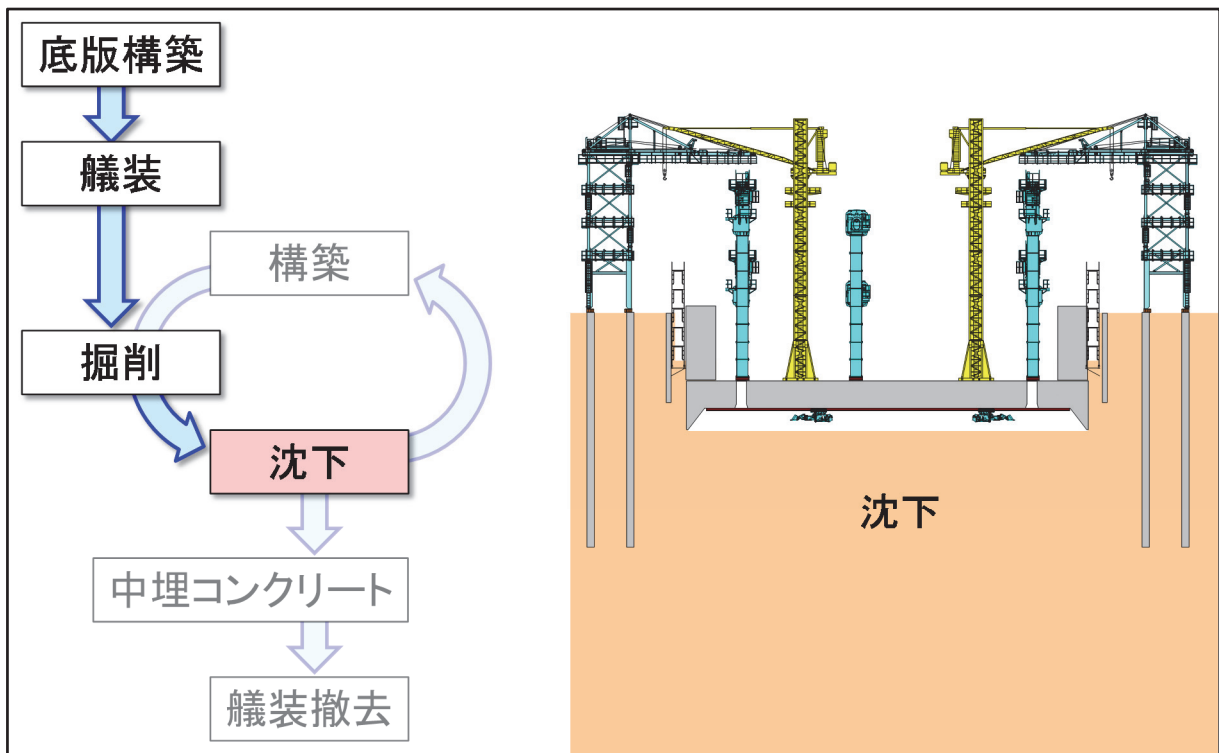 底版構築
艤装
構築
掘削
沈下
中埋コンクリート
艤装撤去
沈下